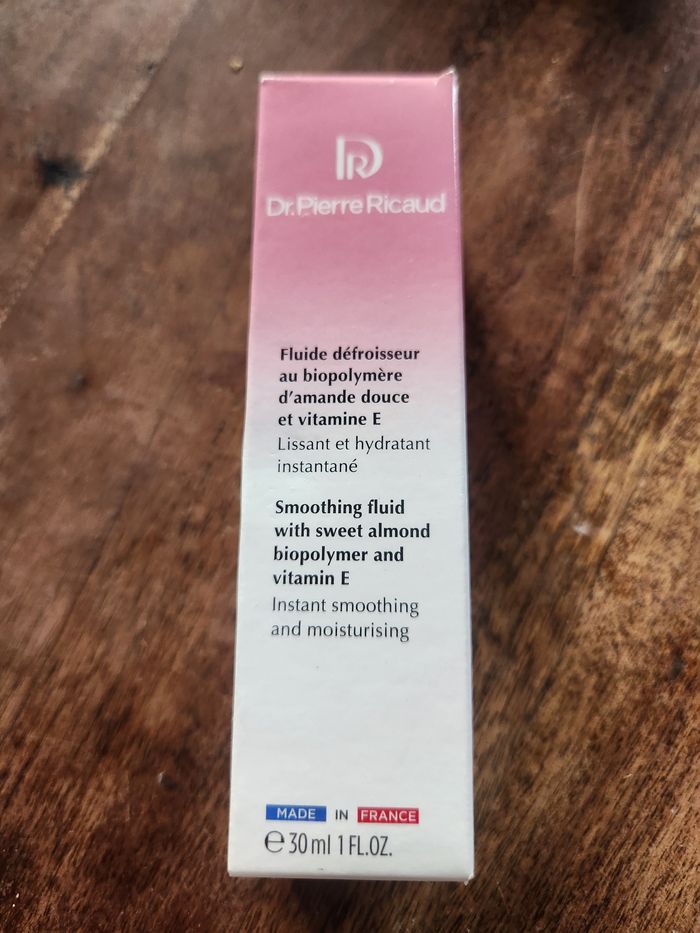 DR
Dr.Pierre Ricaud
Fluide défroisseur
au biopolymère
d'amande douce
et vitamine E
Lissant et hydratant
instantané
Smoothing fluid
with sweet almond
biopolymer and
vitamin E
Instant smoothing
and moisturising
MADE IN FRANCE
℮ 30 ml 1 FL.OZ.